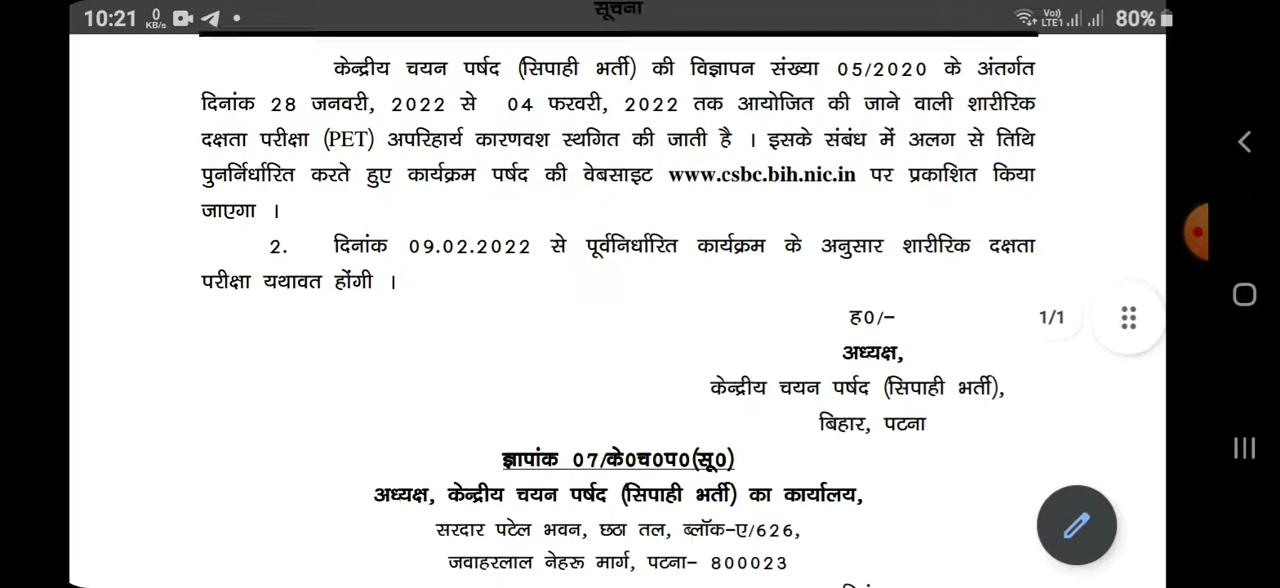 10:21 0 KB/s Vo) LTE1 80%
सूचना
केन्द्रीय चयन पर्षद (सिपाही भर्ती) की विज्ञापन संख्या 05/2020 के अंतर्गत
दिनांक 28 जनवरी, 2022 से 04 फरवरी, 2022 तक आयोजित की जाने वाली शारीरिक
दक्षता परीक्षा (PET) अपरिहार्य कारणवश स्थगित की जाती है । इसके संबंध में अलग से तिथि
पुनर्निर्धारित करते हुए कार्यक्रम पर्षद की वेबसाइट www.csbc.bih.nic.in पर प्रकाशित किया
जाएगा ।
2. दिनांक 09.02.2022 से पूर्वनिर्धारित कार्यक्रम के अनुसार शारीरिक दक्षता
परीक्षा यथावत होंगी ।
ह0/-
1/1
अध्यक्ष,
केन्द्रीय चयन पर्षद (सिपाही भर्ती),
बिहार, पटना
ज्ञापांक 07/के0च0प0(सू0)
अध्यक्ष, केन्द्रीय चयन पर्षद (सिपाही भर्ती) का कार्यालय,
सरदार पटेल भवन, छठा तल, ब्लॉक-ए/626,
जवाहरलाल नेहरू मार्ग, पटना- 800023